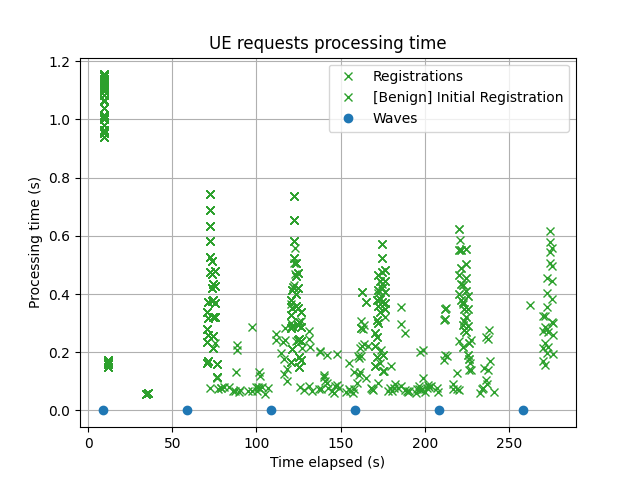 UE requests processing time
Registrations
[Benign] Initial Registration
Waves
Processing time (s)
1.2
1.0
0.8
0.6
0.4
0.2
0.0
0
50
100
150
200
250
Time elapsed (s)